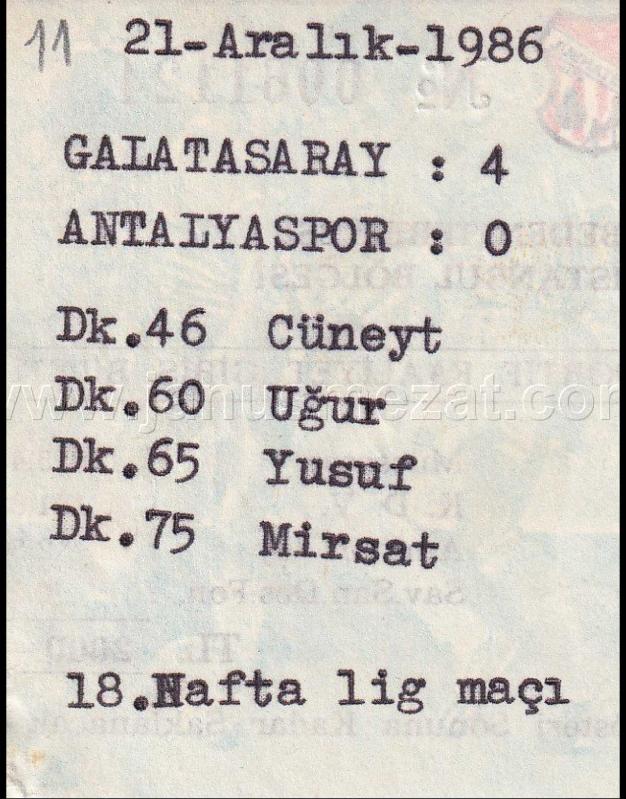 11
21-Aralık-1986
GALATASARAY : 4
ANTALYASPOR : 0
Dk.46 Cüneyt
Dk.60 Uğur
Dk.65 Yusuf
Dk.75 Mirsat
18.Hafta lig maçı